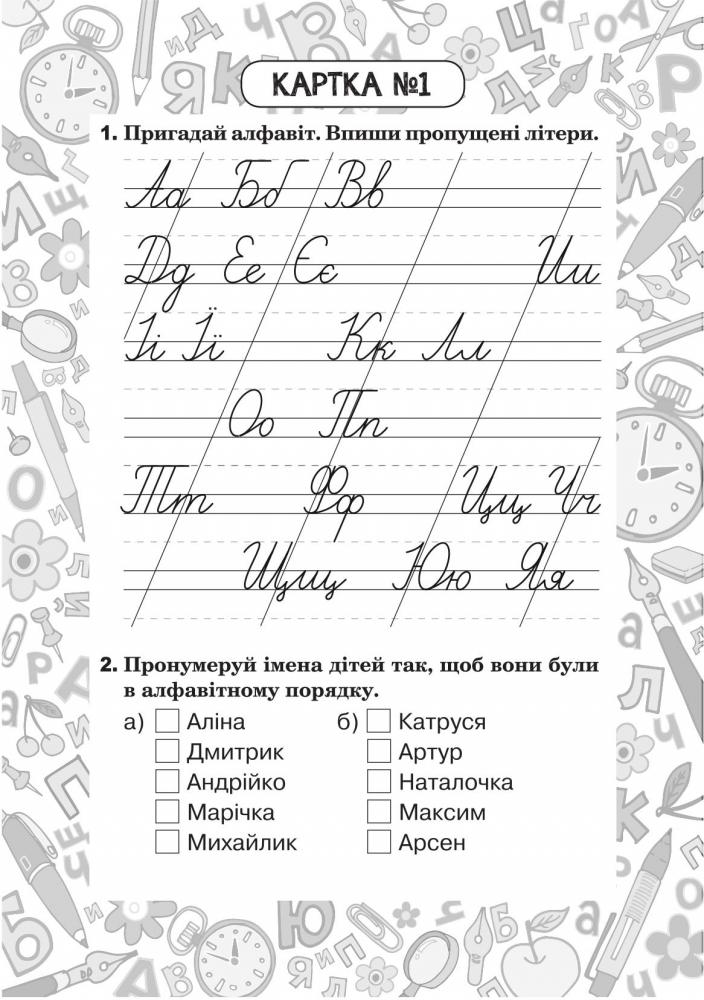 КАРТКА №1
1. Пригадай алфавіт. Впиши пропущені літери.
Аа Бб Вв
Дд Ее Єє Ии
Іі Її Кк Лл
Оо Пп
Тт Фф Цц Чч
Щщ Юю Яя
2. Пронумеруй імена дітей так, щоб вони були
в алфавітному порядку.
а) Аліна
Дмитрик
Андрійко
Марічка
Михайлик
б) Катруся
Артур
Наталочка
Максим
Арсен